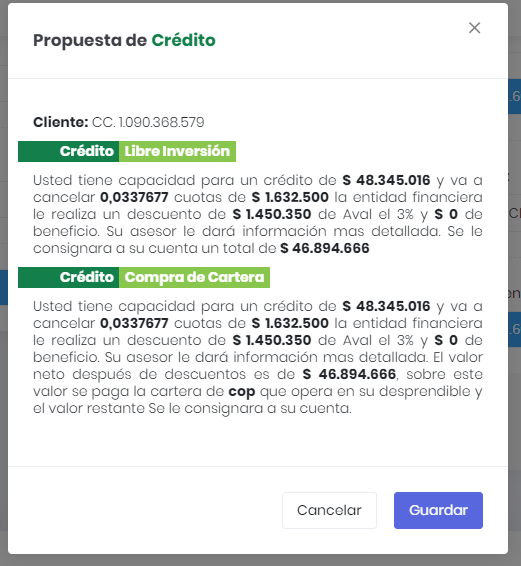 Propuesta de Crédito
Cliente: CC. 1.090.368.579
Crédito Libre Inversión
Usted tiene capacidad para un crédito de $ 48.345.016 y va a
cancelar 0,0337677 cuotas de $ 1.632.500 la entidad financiera
le realiza un descuento de $ 1.450.350 de Aval el 3% y $ 0 de
beneficio. Su asesor le dará información mas detallada. Se le
consignara a su cuenta un total de $ 46.894.666
Crédito Compra de Cartera
Usted tiene capacidad para un crédito de $ 48.345.016 y va a
cancelar 0,0337677 cuotas de $ 1.632.500 la entidad financiera
le realiza un descuento de $ 1.450.350 de Aval el 3% y $ 0 de
beneficio. Su asesor le dará información mas detallada. El valor
neto después de descuentos es de $ 46.894.666, sobre este
valor se paga la cartera de cop que opera en su desprendible y
el valor restante Se le consignara a su cuenta.
Cancelar
Guardar